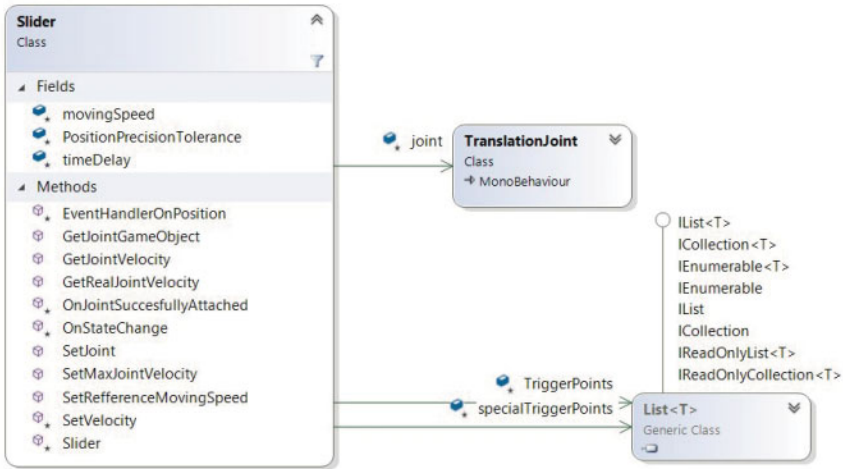 Slider
Class
Fields
movingSpeed
PositionPrecisionTolerance
timeDelay
Methods
EventHandlerOnPosition
GetJointGameObject
GetJointVelocity
GetRealJointVelocity
OnJointSuccesfullyAttached
OnStateChange
SetJoint
SetMaxJointVelocity
SetRefferenceMovingSpeed
SetVelocity
Slider
joint
TranslationJoint
Class
MonoBehaviour
IList<T>
ICollection<T>
IEnumerable<T>
IEnumerable
IList
ICollection
IReadOnlyList<T>
IReadOnlyCollection<T>
TriggerPoints
specialTriggerPoints
List<T>
Generic Class